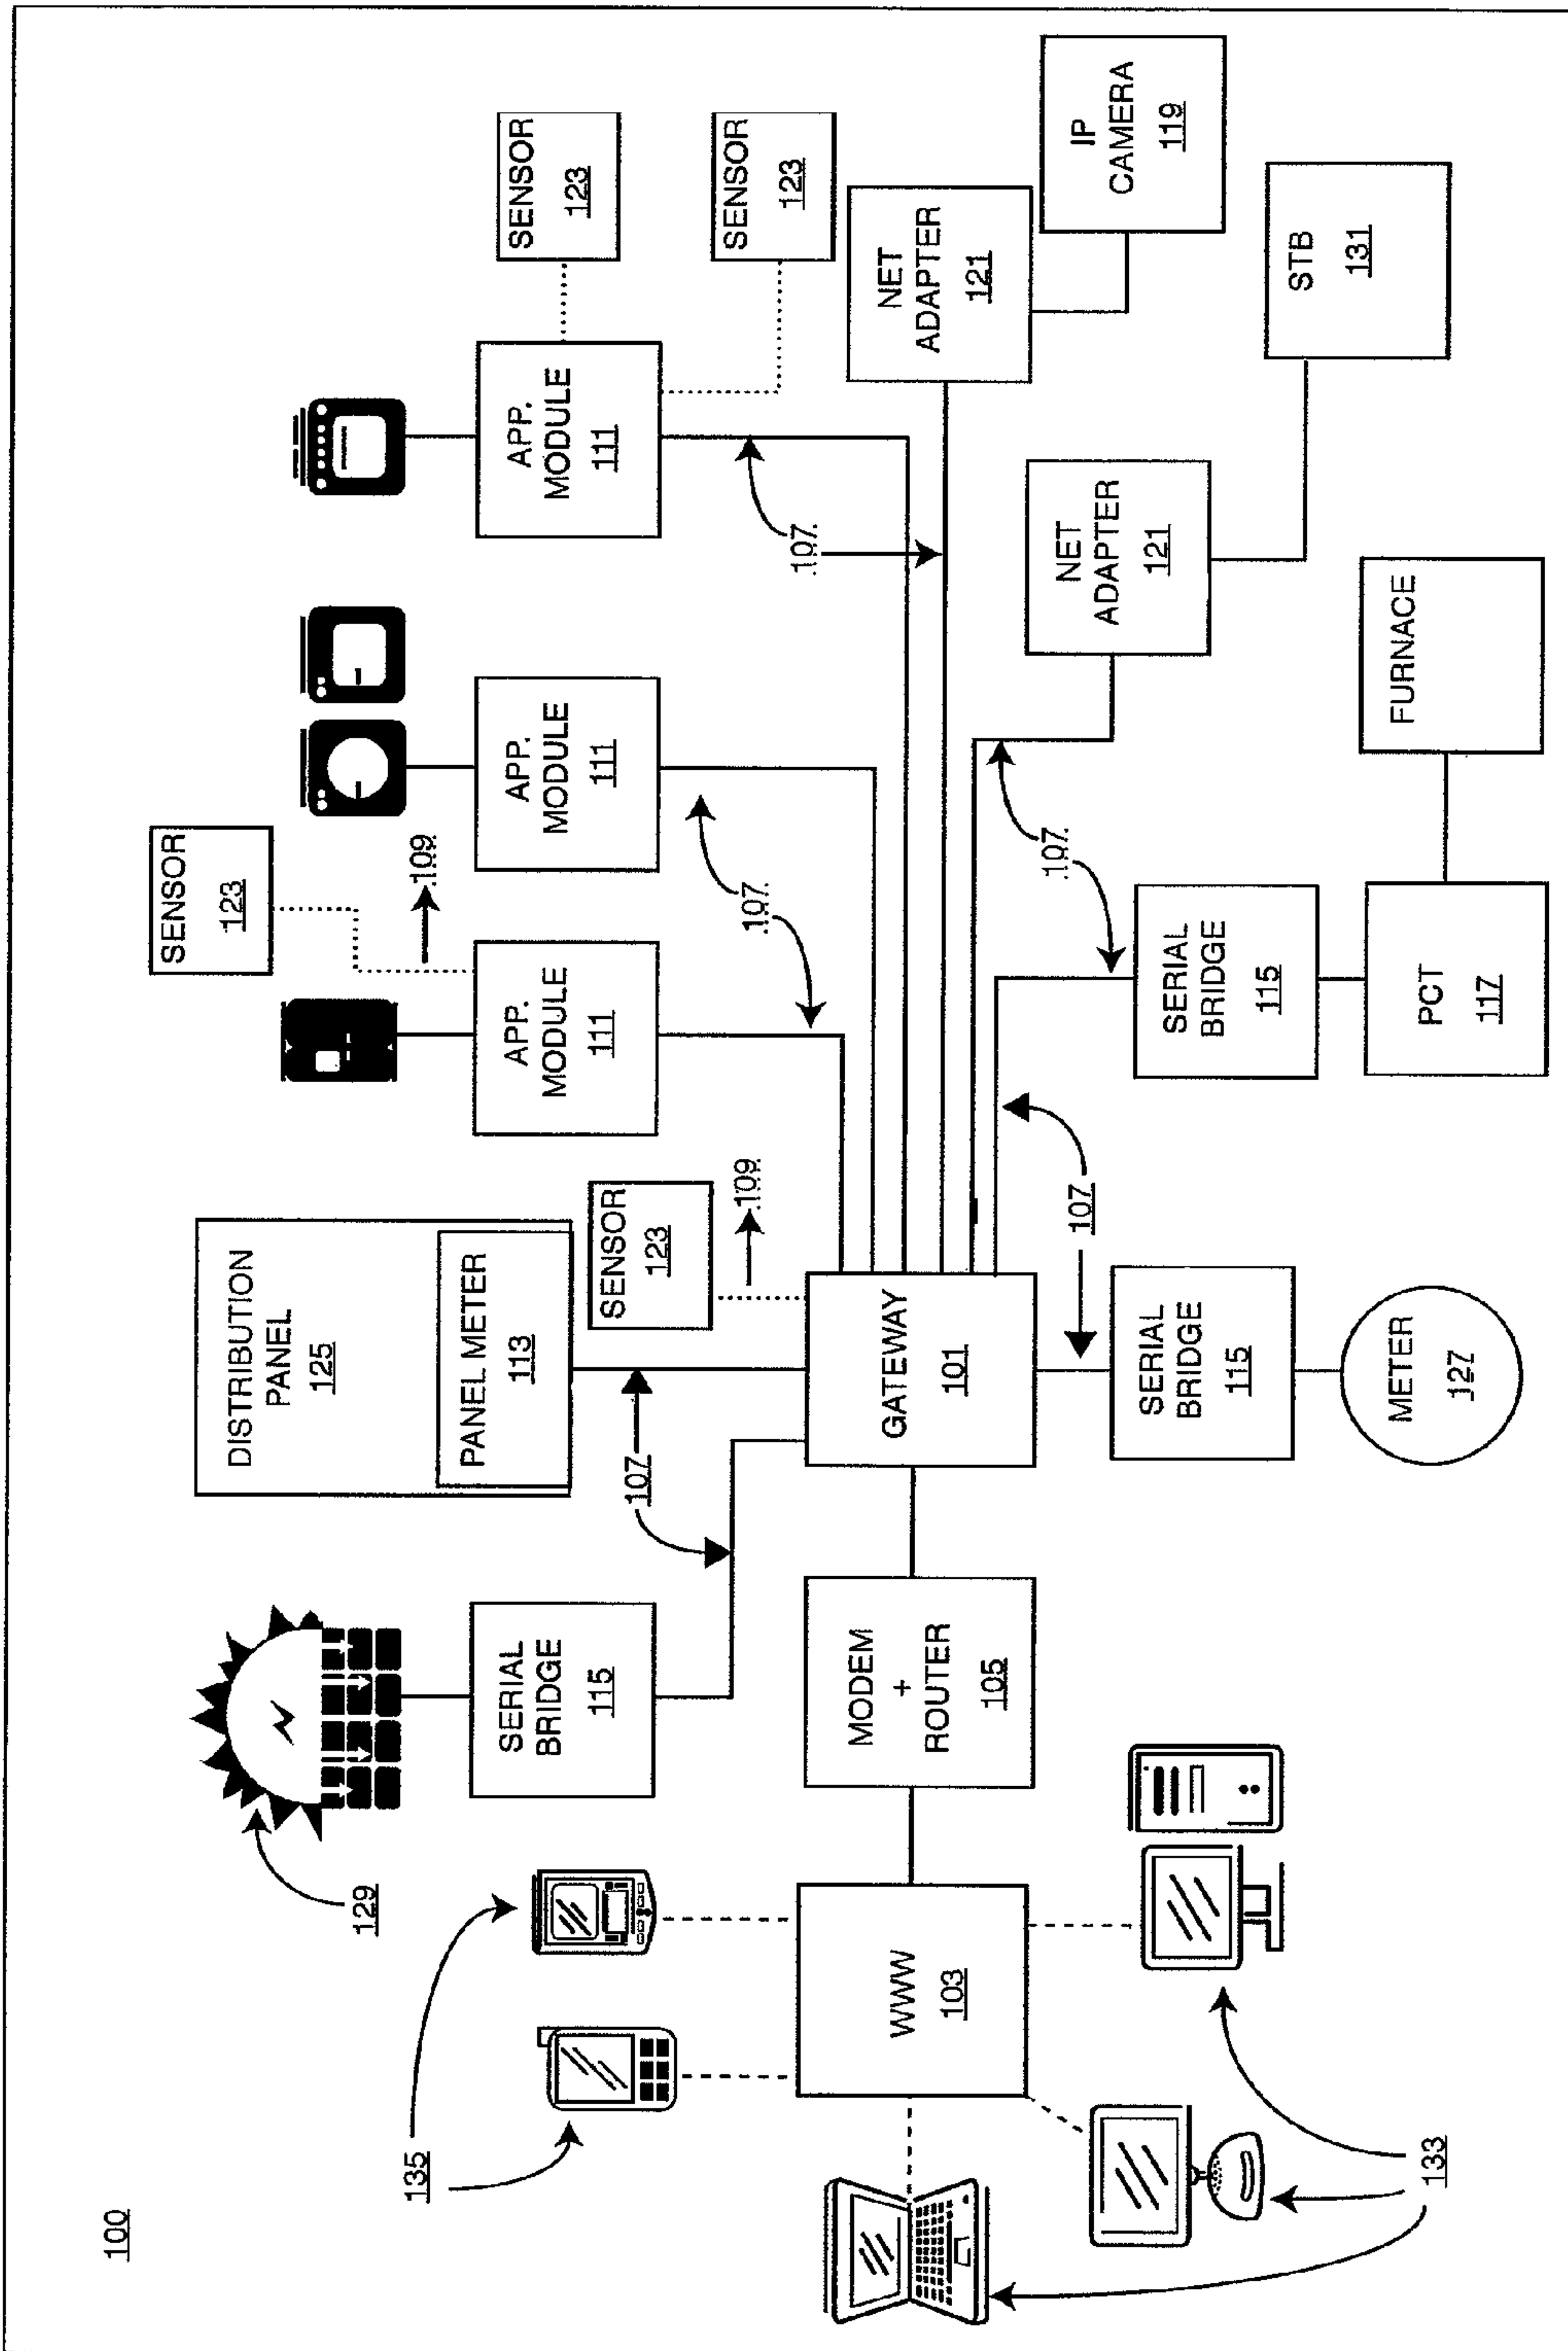 100
135
129
133
WWW
103
MODEM
+
ROUTER
105
SERIAL
BRIDGE
115
107
DISTRIBUTION
PANEL
125
PANEL METER
113
SENSOR
123
109
GATEWAY
101
107
SERIAL
BRIDGE
115
METER
127
SENSOR
123
109
APP.
MODULE
111
107
APP.
MODULE
111
APP.
MODULE
111
SENSOR
123
SENSOR
123
107
NET
ADAPTER
121
IP
CAMERA
119
NET
ADAPTER
121
STB
131
107
SERIAL
BRIDGE
115
PCT
117
FURNACE